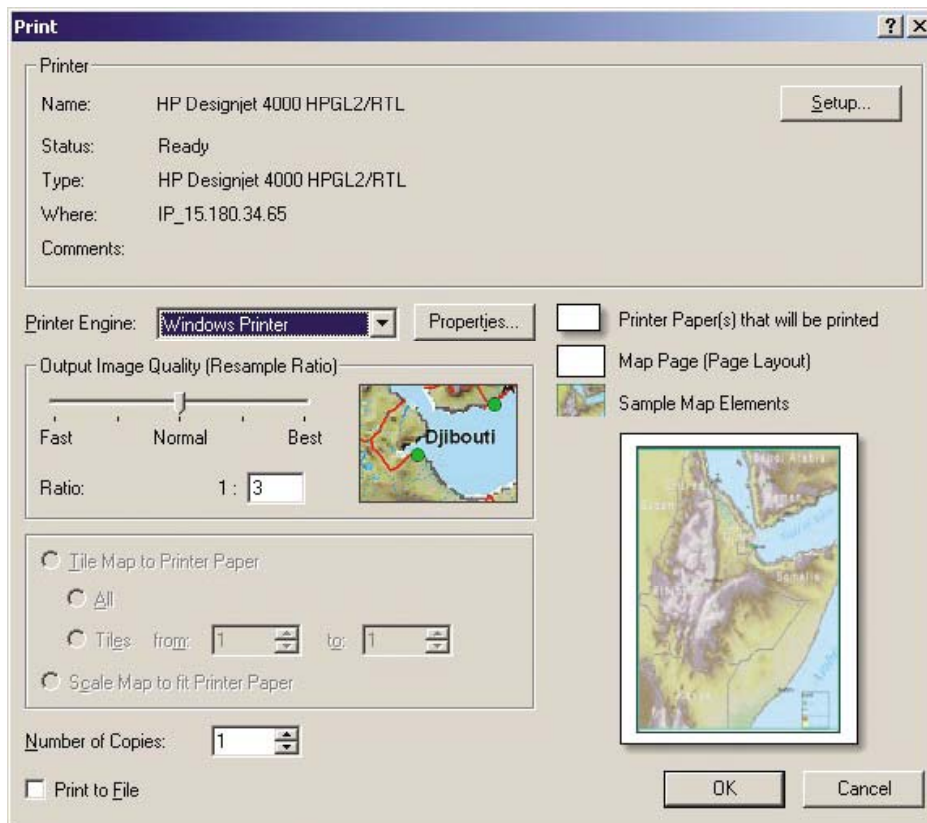 Print
Printer
Name: HP Designjet 4000 HPGL2/RTL
Setup...
Status: Ready
Type: HP Designjet 4000 HPGL2/RTL
Where: IP_15.180.34.65
Comments:
Printer Engine: Windows Printer
Properties...
Output Image Quality (Resample Ratio)
Fast Normal Best
Ratio: 1 : 3
Djibouti
Printer Paper(s) that will be printed
Map Page (Page Layout)
Sample Map Elements
Tile Map to Printer Paper
All
Tiles from: 1 to: 1
Scale Map to fit Printer Paper
Somalia
Number of Copies: 1
Print to File
OK
Cancel